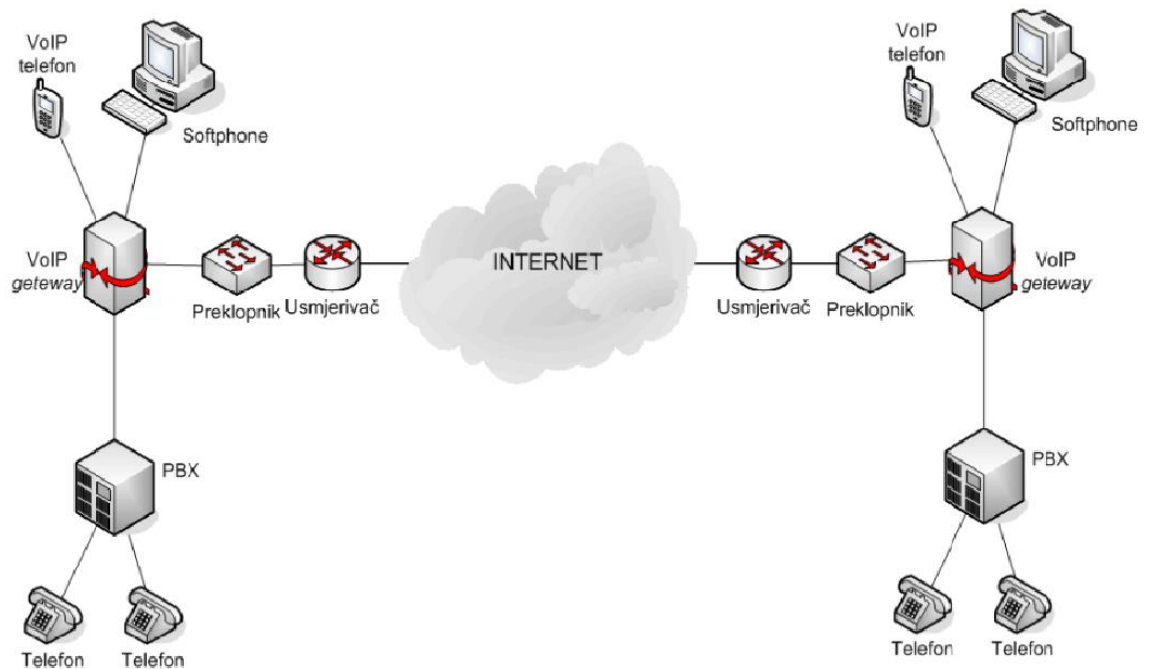 VoIP
telefon
Softphone
VoIP
geteway
Preklopnik
Usmjerivač
INTERNET
PBX
Telefon
Telefon
VoIP
telefon
Softphone
Usmjerivač
Preklopnik
VoIP
geteway
PBX
Telefon
Telefon